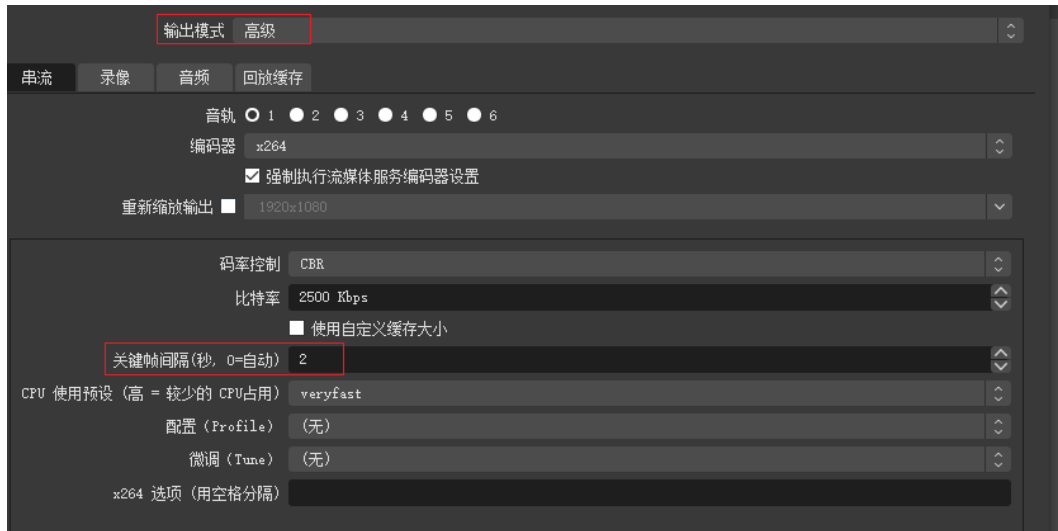 输出模式 高级
串流 录像 音频 回放缓存
音轨 1 2 3 4 5 6
编码器 x264
强制执行流媒体服务编码器设置
重新缩放输出 1920x1080
码率控制 CBR
比特率 2500 Kbps
使用自定义缓存大小
关键帧间隔(秒, 0=自动) 2
CPU 使用预设 (高 = 较少的 CPU占用) veryfast
配置 (Profile) (无)
微调 (Tune) (无)
x264 选项 (用空格分隔)